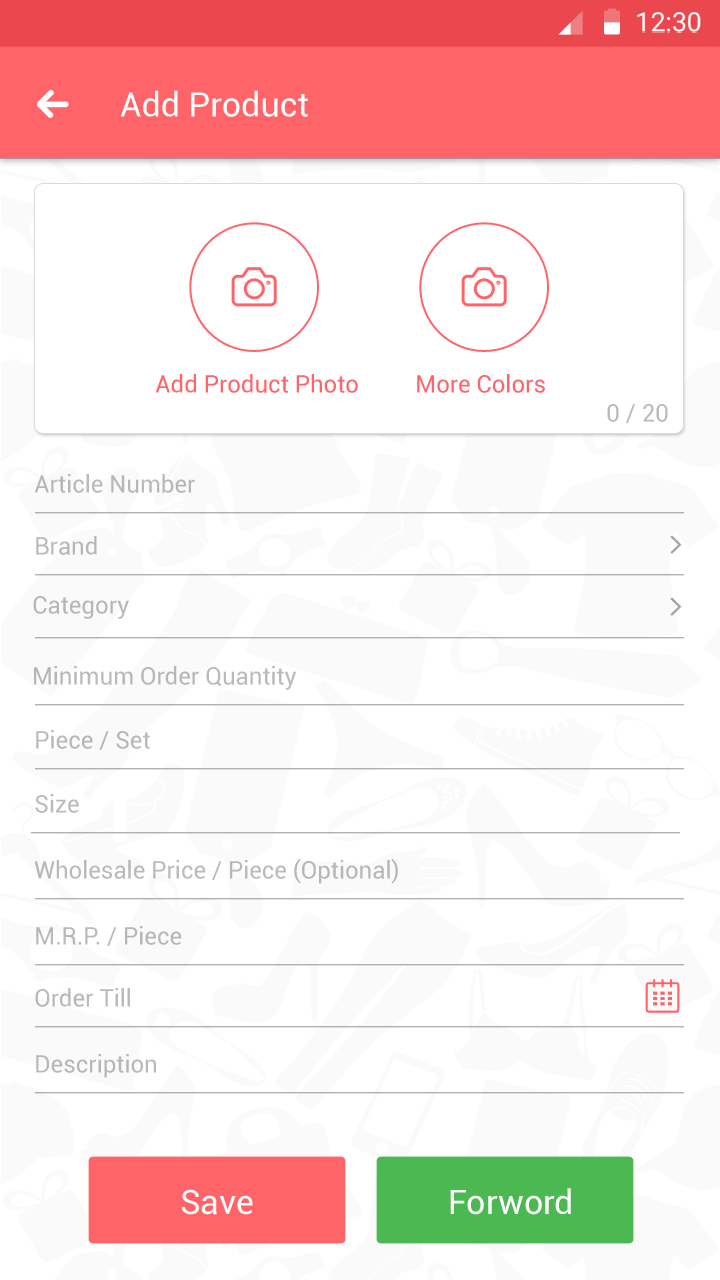 12:30
Add Product
Add Product Photo
More Colors
0 / 20
Article Number
Brand
Category
Minimum Order Quantity
Piece / Set
Size
Wholesale Price / Piece (Optional)
M.R.P. / Piece
Order Till
Description
Save
Forword